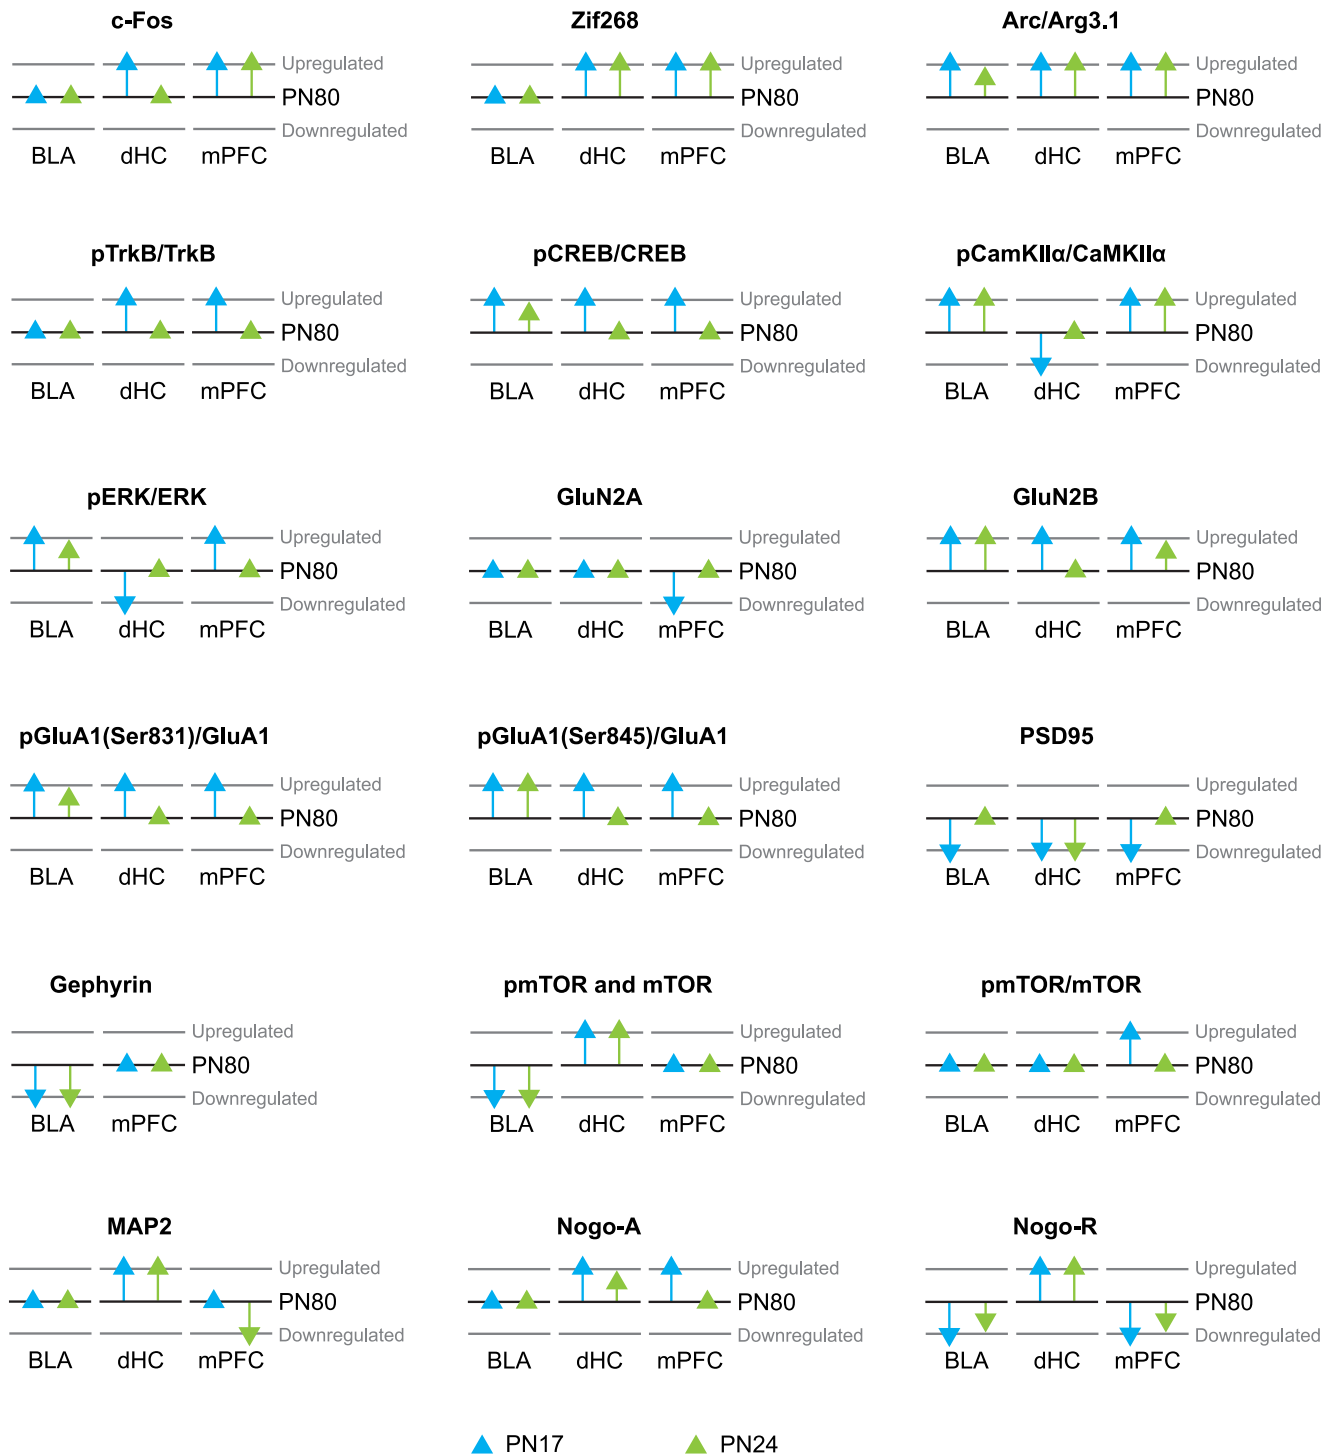 c-Fos
Zif268
Arc/Arg3.1
Upregulated
PN80
Downregulated
BLA dHC mPFC
Upregulated
PN80
Downregulated
BLA dHC mPFC
Upregulated
PN80
Downregulated
BLA dHC mPFC
pTrkB/TrkB
pCREB/CREB
pCamKIIα/CaMKIIα
Upregulated
PN80
Downregulated
BLA dHC mPFC
Upregulated
PN80
Downregulated
BLA dHC mPFC
Upregulated
PN80
Downregulated
BLA dHC mPFC
pERK/ERK
GluN2A
GluN2B
Upregulated
PN80
Downregulated
BLA dHC mPFC
Upregulated
PN80
Downregulated
BLA dHC mPFC
Upregulated
PN80
Downregulated
BLA dHC mPFC
pGluA1(Ser831)/GluA1
pGluA1(Ser845)/GluA1
PSD95
Upregulated
PN80
Downregulated
BLA dHC mPFC
Upregulated
PN80
Downregulated
BLA dHC mPFC
Upregulated
PN80
Downregulated
BLA dHC mPFC
Gephyrin
pmTOR and mTOR
pmTOR/mTOR
Upregulated
PN80
Downregulated
BLA mPFC
Upregulated
PN80
Downregulated
BLA dHC mPFC
Upregulated
PN80
Downregulated
BLA dHC mPFC
MAP2
Nogo-A
Nogo-R
Upregulated
PN80
Downregulated
BLA dHC mPFC
Upregulated
PN80
Downregulated
BLA dHC mPFC
Upregulated
PN80
Downregulated
BLA dHC mPFC
PN17 PN24